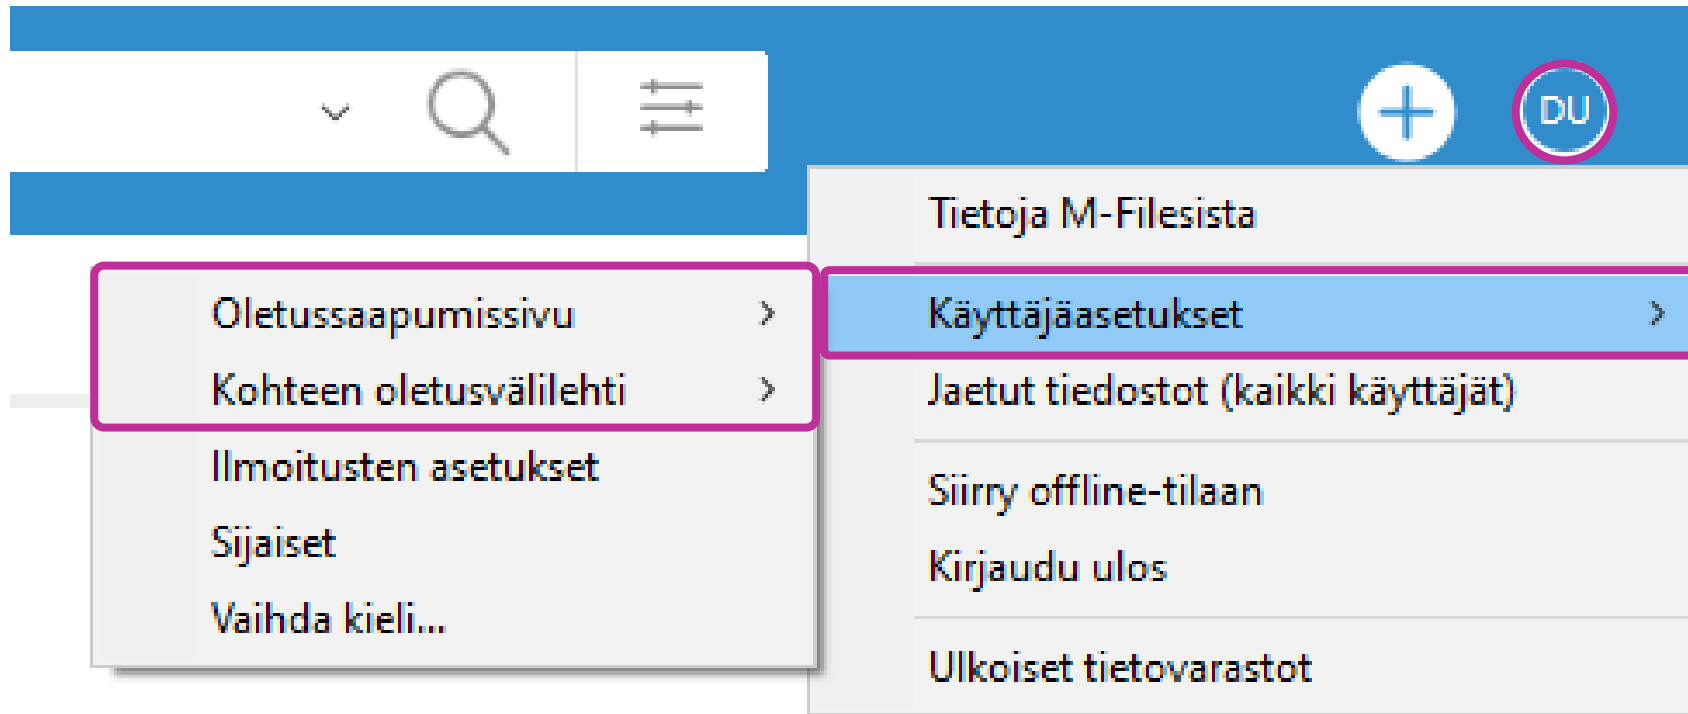 DU
Tietoja M-Filesista
Käyttäjäasetukset
Jaetut tiedostot (kaikki käyttäjät)
Siirry offline-tilaan
Kirjaudu ulos
Ulkoiset tietovarastot
Oletussaapumissivu
Kohteen oletusvälilehti
Ilmoitusten asetukset
Sijaiset
Vaihda kieli...